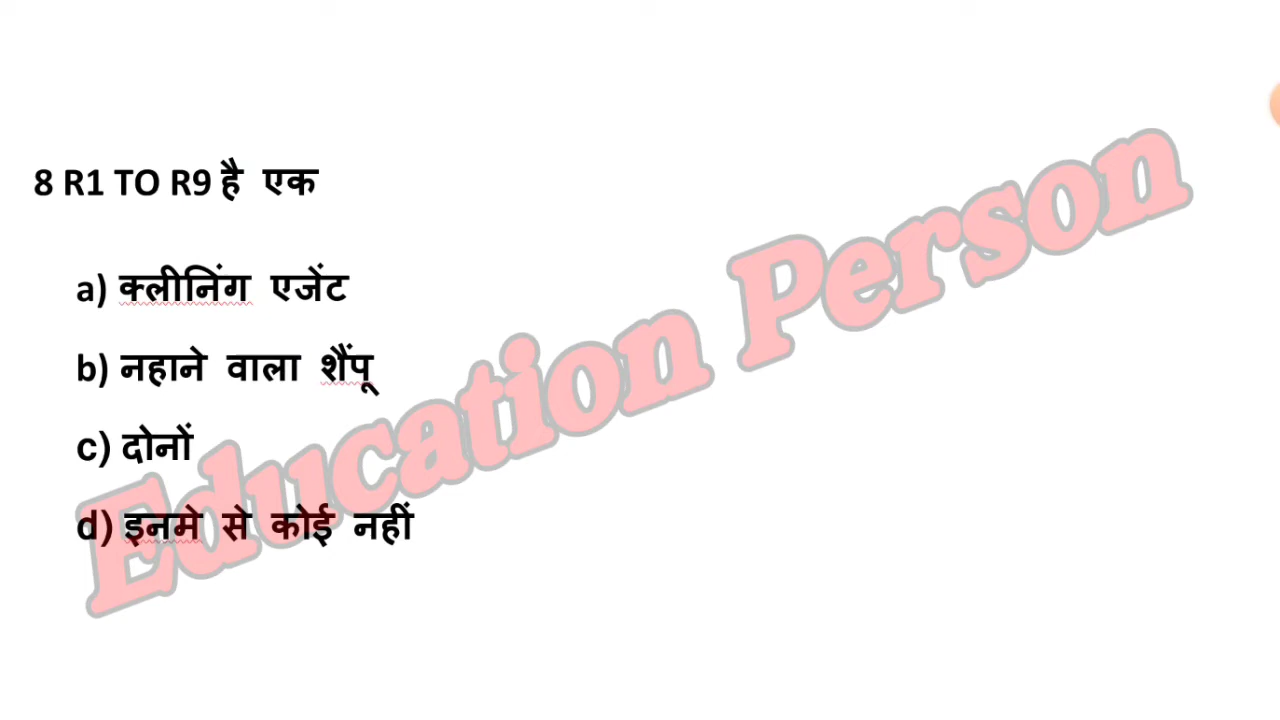 8 R1 TO R9 है एक
a) क्लीनिंग एजेंट
b) नहाने वाला शैंपू
c) दोनों
d) इनमे से कोई नहीं
Education Person